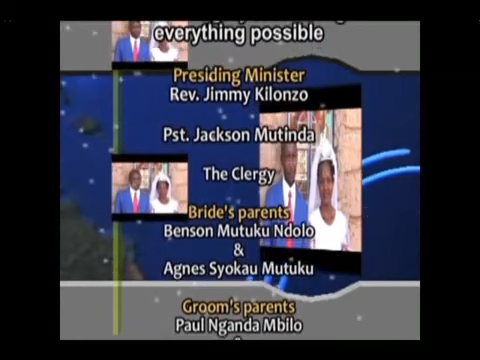 everything possible
Presiding Minister
Rev. Jimmy Kilonzo
Pst. Jackson Mutinda
The Clergy
Bride's parents
Benson Mutuku Ndolo
&
Agnes Syokau Mutuku
Groom's parents
Paul Nganda Mbilo